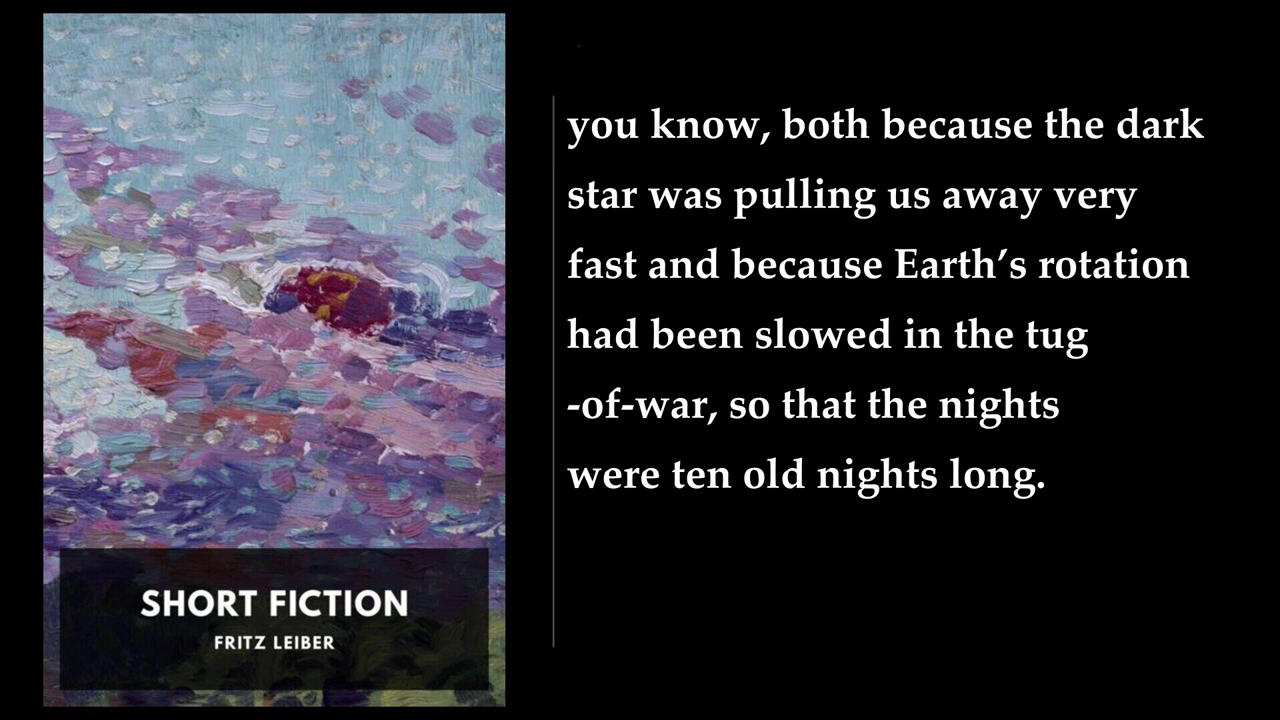 SHORT FICTION
FRITZ LEIBER
you know, both because the dark
star was pulling us away very
fast and because Earth’s rotation
had been slowed in the tug
-of-war, so that the nights
were ten old nights long.